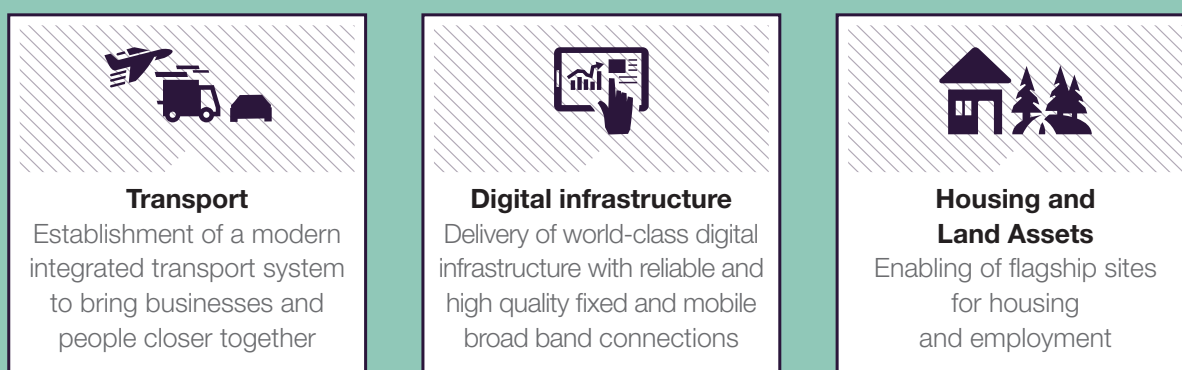 Transport
Establishment of a modern
integrated transport system
to bring businesses and
people closer together
Digital infrastructure
Delivery of world-class digital
infrastructure with reliable and
high quality fixed and mobile
broad band connections
Housing and
Land Assets
Enabling of flagship sites
for housing
and employment